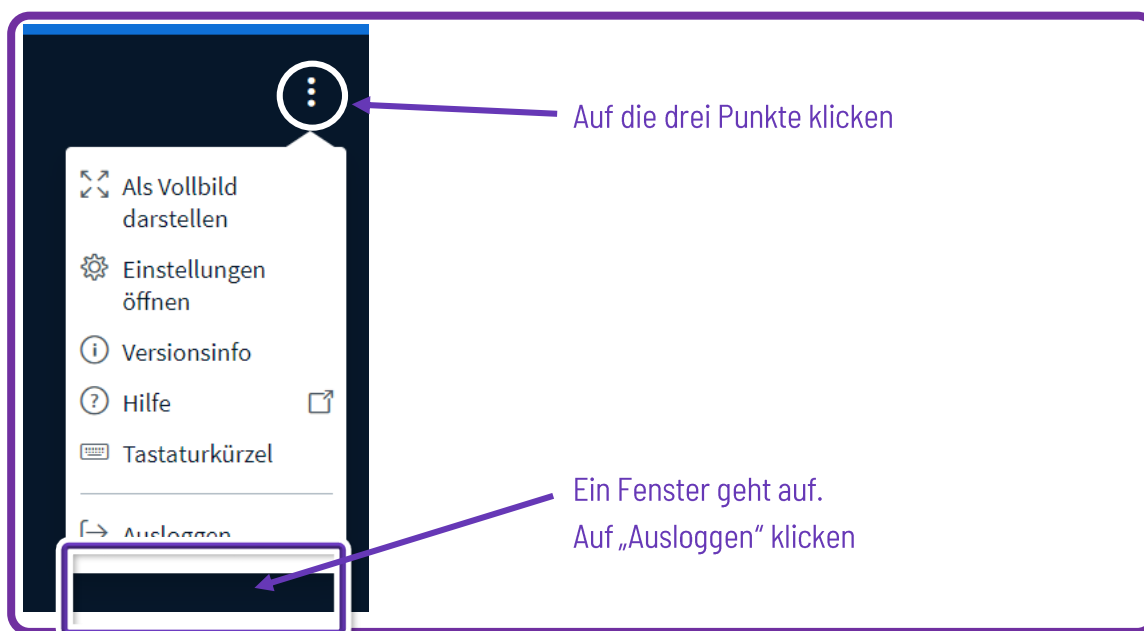 Auf die drei Punkte klicken
Als Vollbild
darstellen
Einstellungen
öffnen
Versionsinfo
Hilfe
Tastaturkürzel
Ausloggen
Ein Fenster geht auf.
Auf „Ausloggen“ klicken